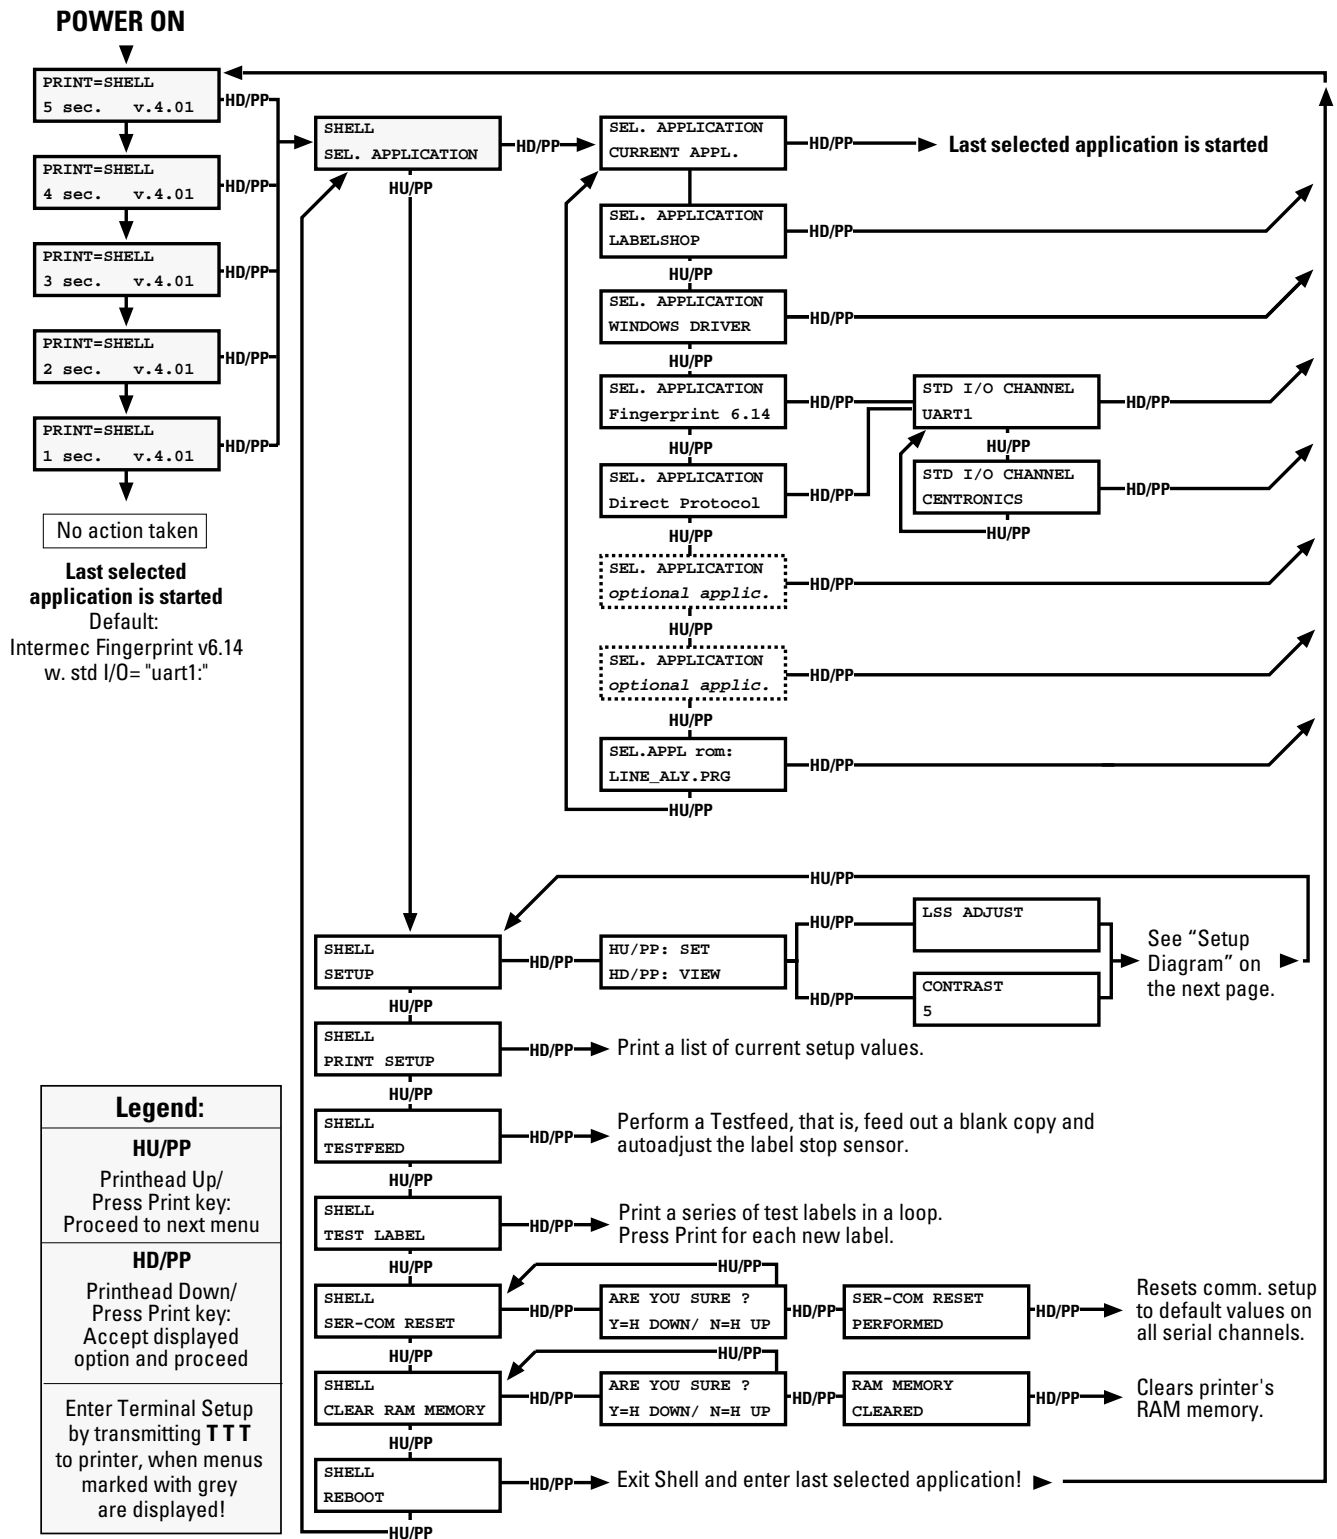 POWER ON
PRINT=SHELL
5 sec. v.4.01
HD/PP
PRINT=SHELL
4 sec. v.4.01
HD/PP
PRINT=SHELL
3 sec. v.4.01
HD/PP
PRINT=SHELL
2 sec. v.4.01
HD/PP
PRINT=SHELL
1 sec. v.4.01
HD/PP
No action taken
Last selected
application is started
Default:
Intermec Fingerprint v6.14
w. std I/O= "uart1:"
SHELL
SEL. APPLICATION
HD/PP
HU/PP
SEL. APPLICATION
CURRENT APPL.
HD/PP
Last selected application is started
SEL. APPLICATION
LABELSHOP
HD/PP
HU/PP
SEL. APPLICATION
WINDOWS DRIVER
HD/PP
HU/PP
SEL. APPLICATION
Fingerprint 6.14
HD/PP
HU/PP
STD I/O CHANNEL
UART1
HD/PP
HU/PP
SEL. APPLICATION
Direct Protocol
HD/PP
HU/PP
STD I/O CHANNEL
CENTRONICS
HD/PP
HU/PP
SEL. APPLICATION
optional applic.
HD/PP
HU/PP
SEL. APPLICATION
optional applic.
HD/PP
HU/PP
SEL.APPL rom:
LINE_ALY.PRG
HD/PP
HU/PP
HU/PP
SHELL
SETUP
HD/PP
HU/PP
HU/PP: SET
HD/PP: VIEW
HU/PP
LSS ADJUST
HD/PP
CONTRAST
5
See “Setup
Diagram” on
the next page.
SHELL
PRINT SETUP
HD/PP
Print a list of current setup values.
HU/PP
SHELL
TESTFEED
HD/PP
Perform a Testfeed, that is, feed out a blank copy and
autoadjust the label stop sensor.
HU/PP
SHELL
TEST LABEL
HD/PP
Print a series of test labels in a loop.
Press Print for each new label.
HU/PP
HU/PP
SHELL
SER-COM RESET
HD/PP
ARE YOU SURE ?
Y=H DOWN/ N=H UP
HD/PP
SER-COM RESET
PERFORMED
HD/PP
Resets comm. setup
to default values on
all serial channels.
HU/PP
HU/PP
SHELL
CLEAR RAM MEMORY
HD/PP
ARE YOU SURE ?
Y=H DOWN/ N=H UP
HD/PP
RAM MEMORY
CLEARED
HD/PP
Clears printer's
RAM memory.
HU/PP
SHELL
REBOOT
HD/PP
Exit Shell and enter last selected application!
HU/PP
Legend:
HU/PP
Printhead Up/
Press Print key:
Proceed to next menu
HD/PP
Printhead Down/
Press Print key:
Accept displayed
option and proceed
Enter Terminal Setup
by transmitting T T T
to printer, when menus
marked with grey
are displayed!